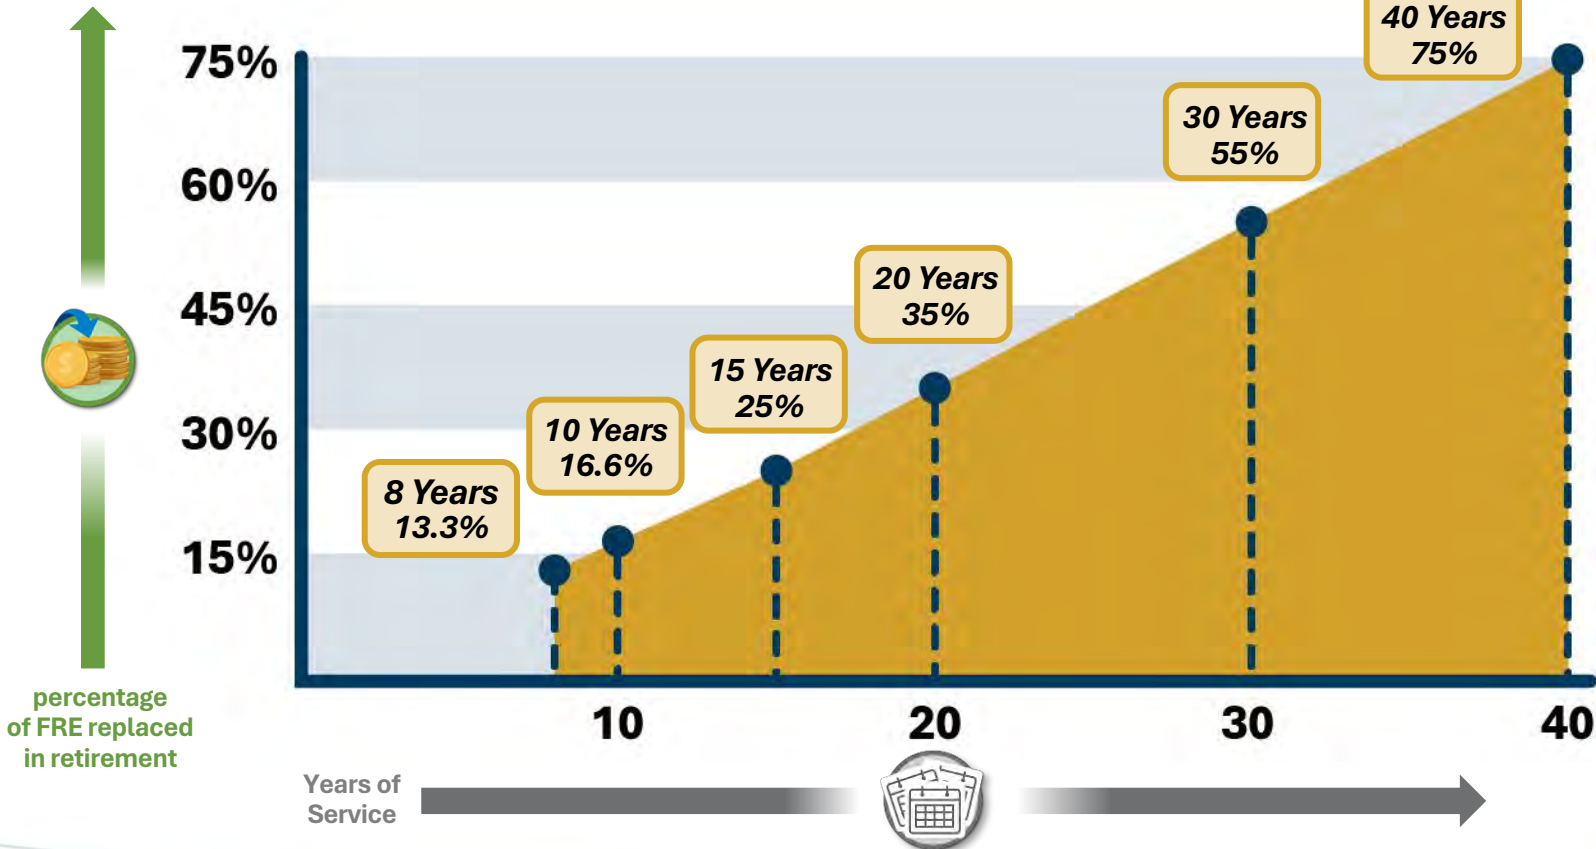 40 Years
75%
75%
30 Years
55%
60%
20 Years
35%
45%
15 Years
25%
10 Years
16.6%
30%
8 Years
13.3%
15%
percentage
of FRE replaced
in retirement
10
20
30
40
Years of
Service